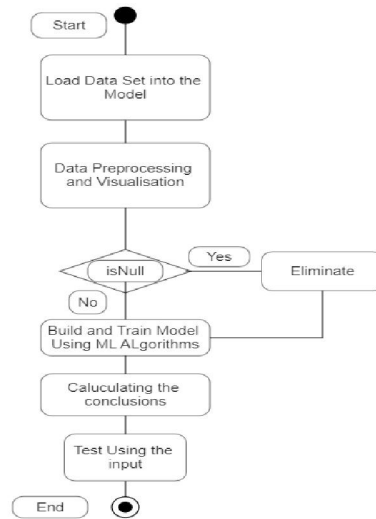 Start
Load Data Set into the
Model
Data Preprocessing
and Visualisation
isNull
Yes
Eliminate
No
Build and Train Model
Using ML ALgorithms
Caluculating the
conclusions
Test Using the
input
End